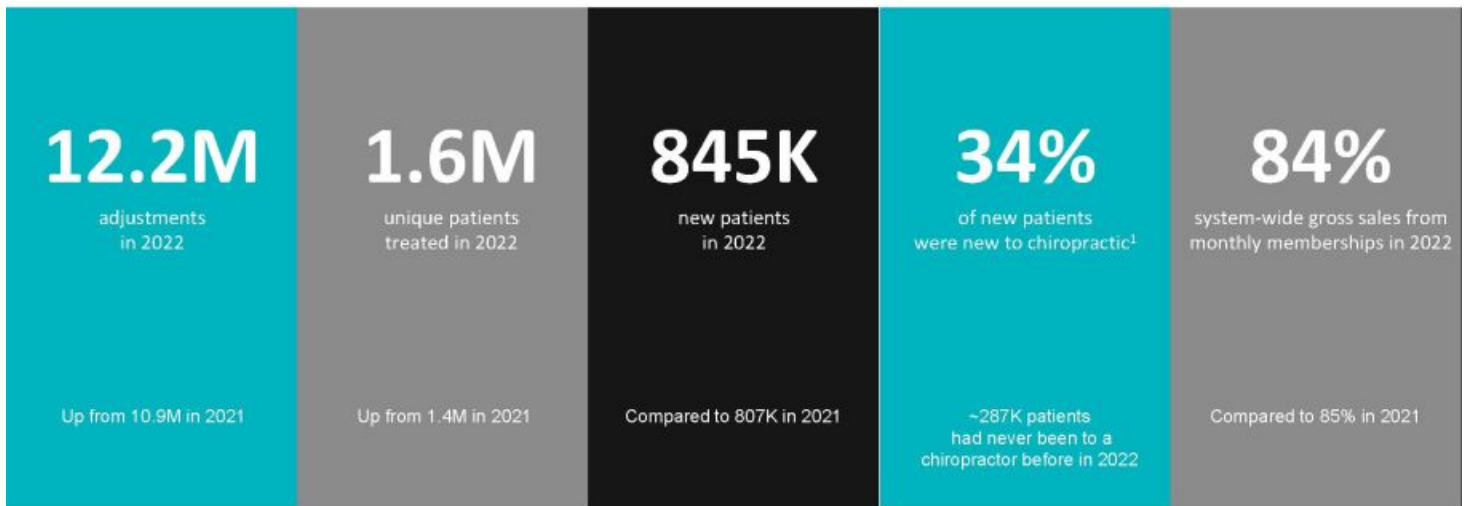 12.2M
adjustments
in 2022
Up from 10.9M in 2021
1.6M
unique patients
treated in 2022
Up from 1.4M in 2021
845K
new patients
in 2022
Compared to 807K in 2021
34%
of new patients
were new to chiropractic¹
~287K patients
had never been to a
chiropractor before in 2022
84%
system-wide gross sales from
monthly memberships in 2022
Compared to 85% in 2021